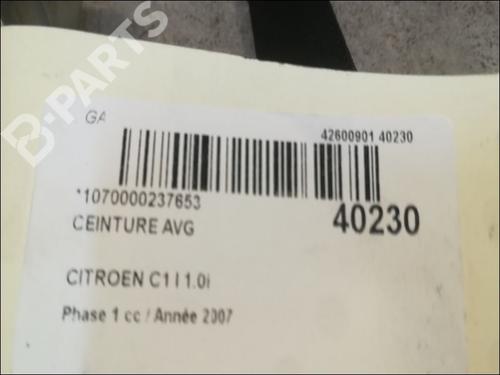 B-PARTS
GA
42600901 40230
*1070000237653
40230
CEINTURE AVG
CITROEN C1 I 1.0i
Phase 1 cc / Année 2007